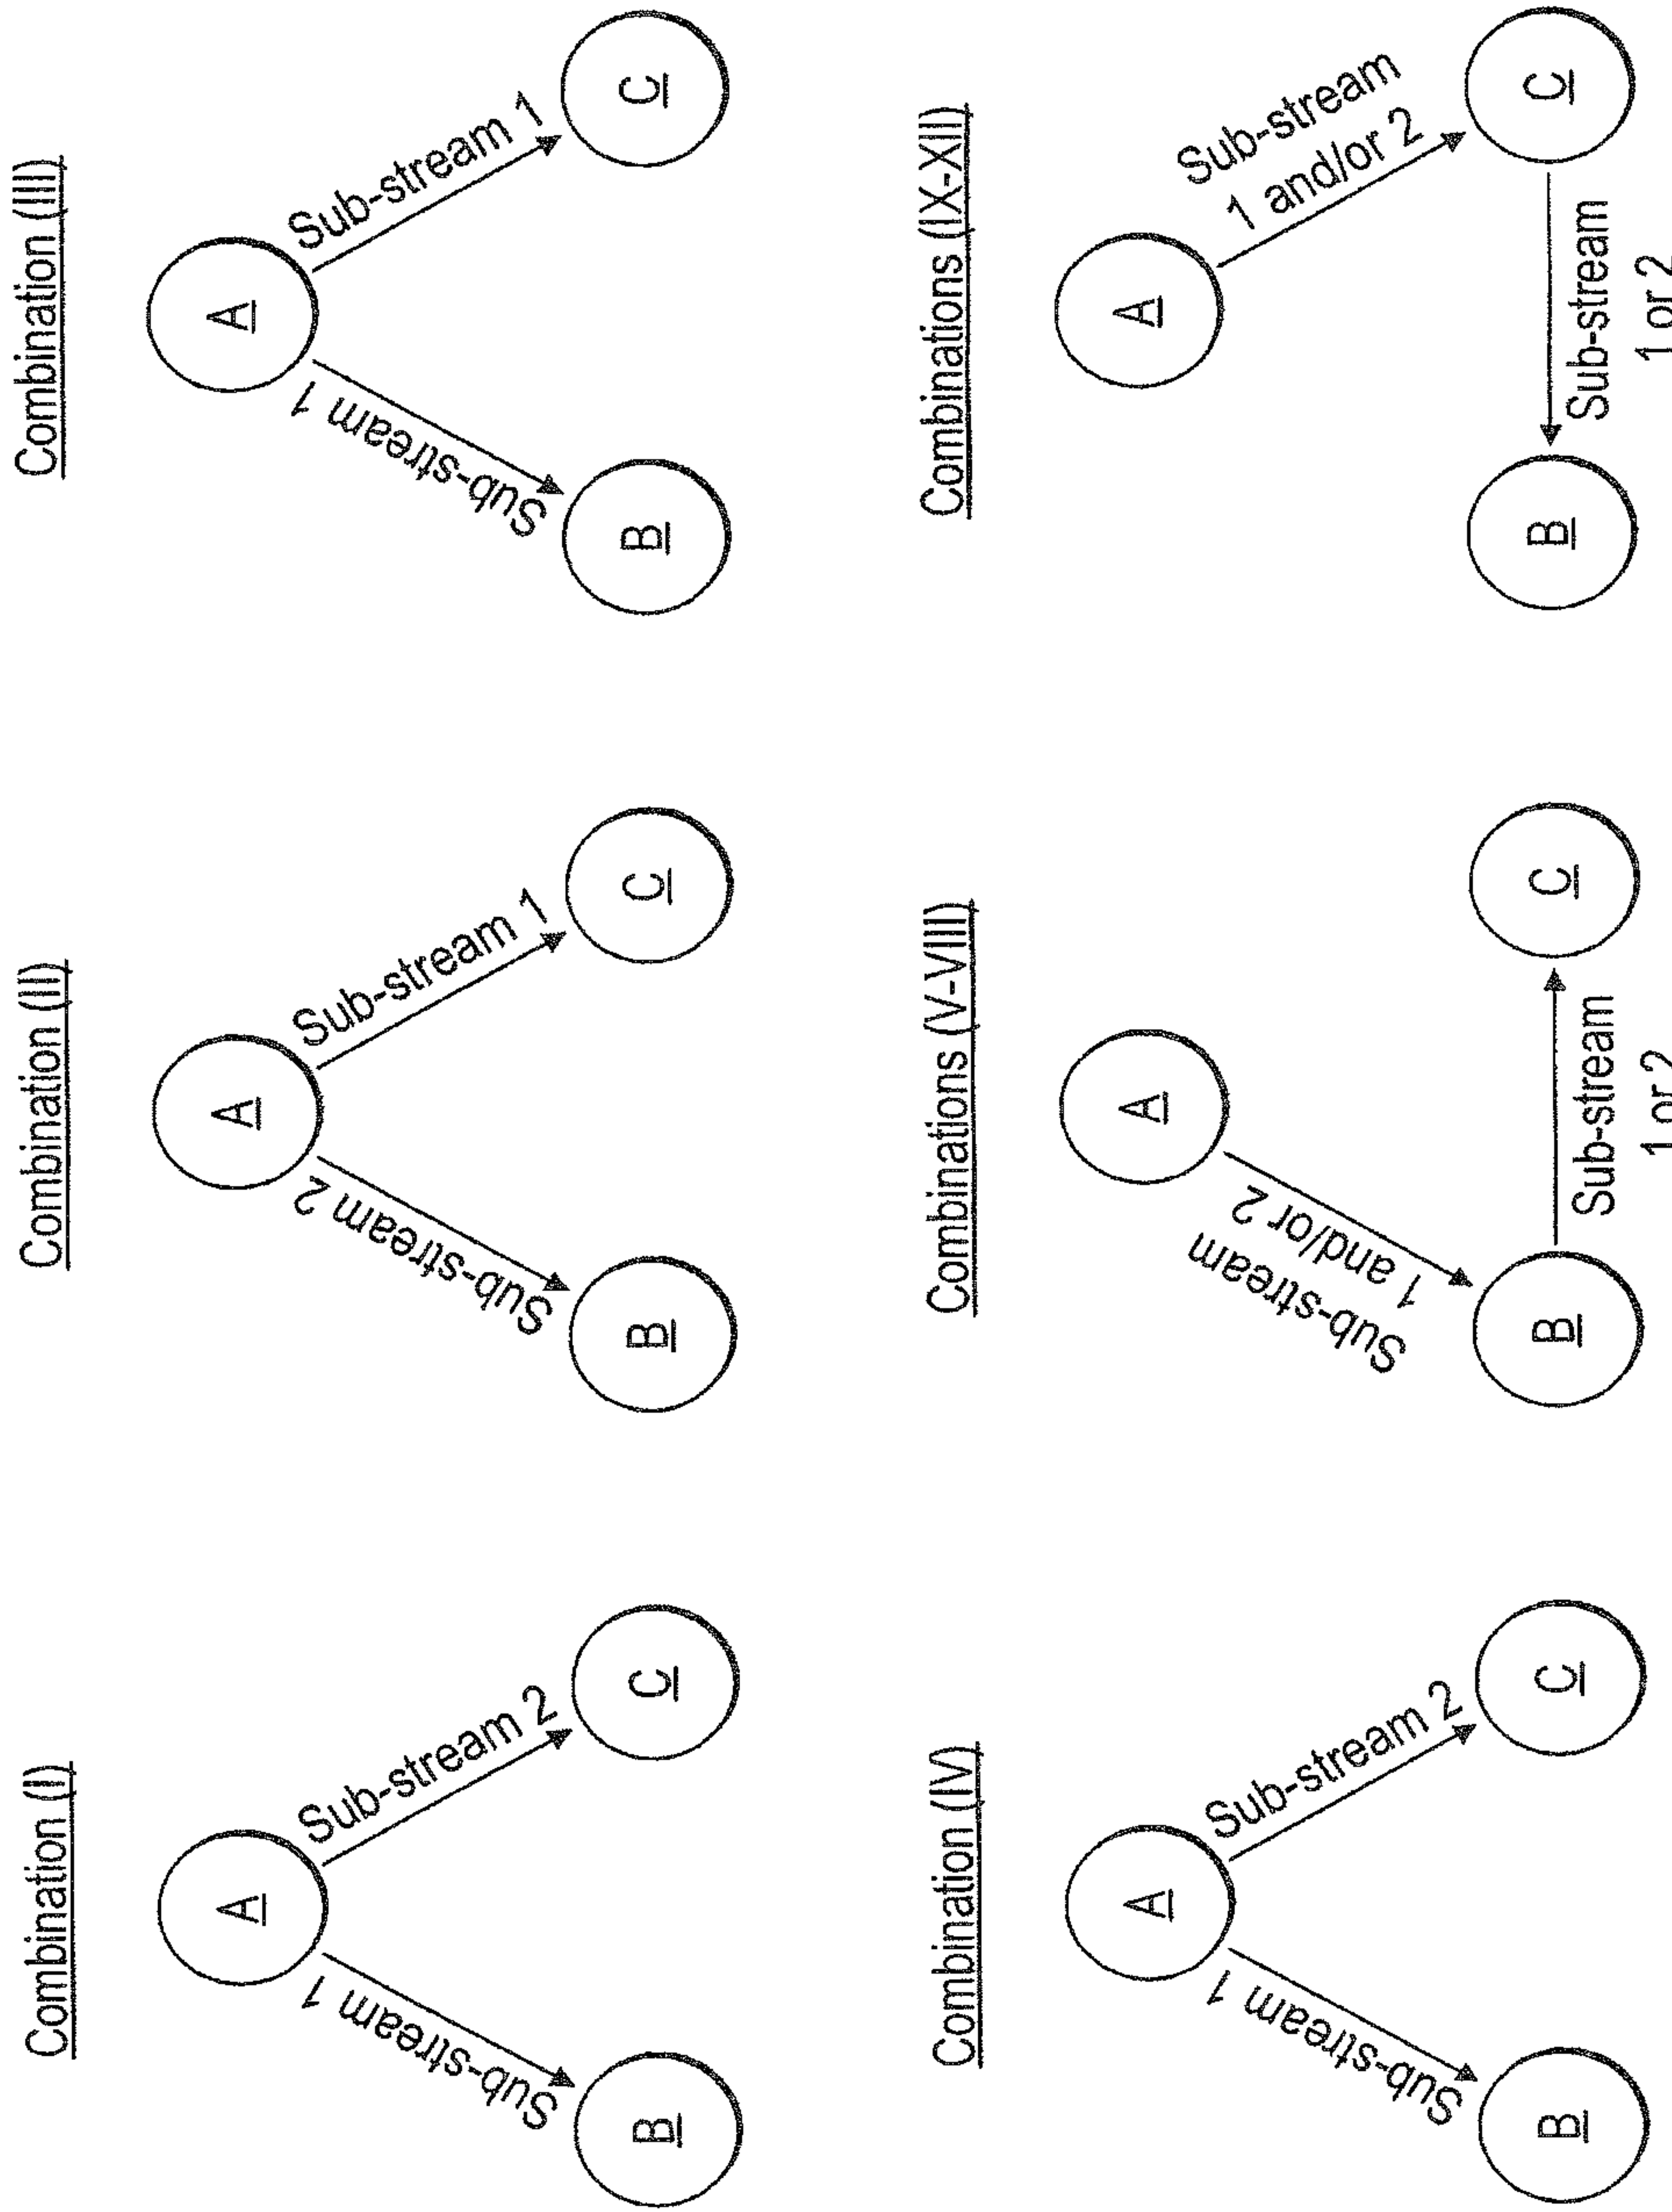 Combination (I)
A
Sub-stream 1
Sub-stream 2
B
C
Combination (II)
A
Sub-stream 2
Sub-stream 1
B
C
Combination (III)
A
Sub-stream 1
Sub-stream 1
B
C
Combination (IV)
A
Sub-stream 1
Sub-stream 2
B
C
Combinations (V-VIII)
A
Sub-stream
1 and/or 2
B
C
Sub-stream
1 or 2
Combinations (IX-XII)
A
Sub-stream
1 and/or 2
B
C
Sub-stream
1 or 2